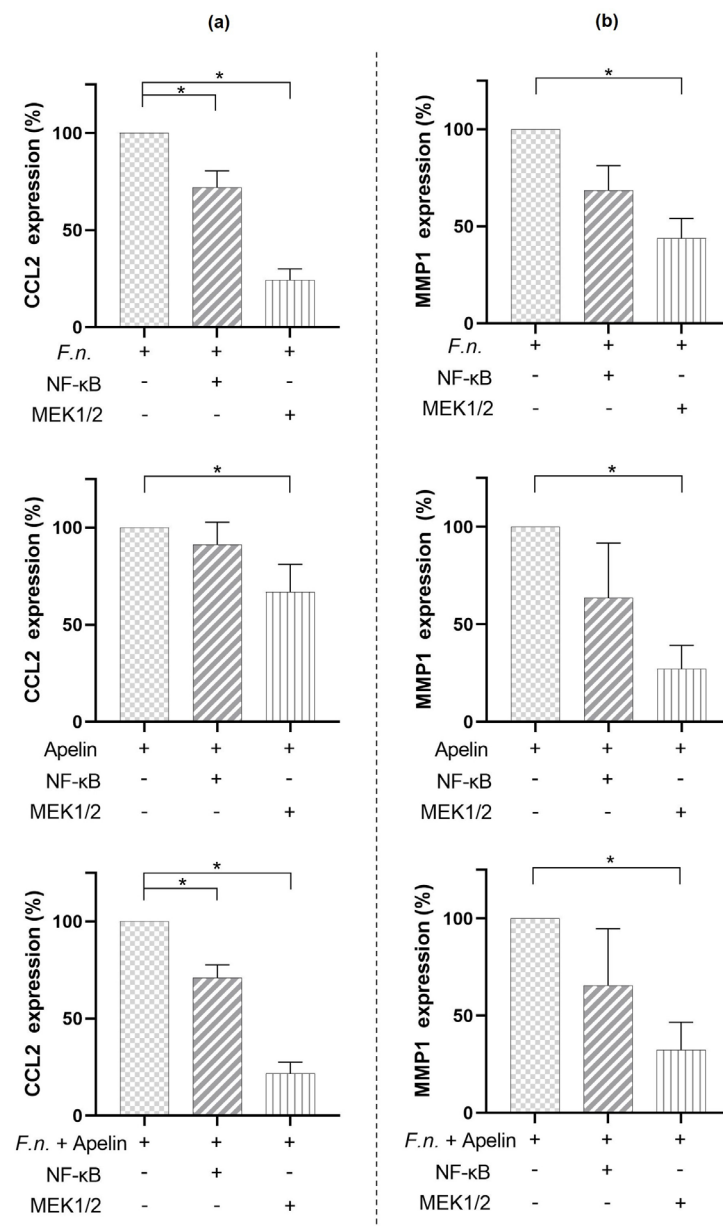 (a)
CCL2 expression (%)
100
50
0
*
*
F.n. + + +
NF-κB - + -
MEK1/2 - - +
CCL2 expression (%)
100
50
0
*
Apelin + + +
NF-κB - + -
MEK1/2 - - +
CCL2 expression (%)
100
50
0
*
*
F.n. + Apelin + + +
NF-κB - + -
MEK1/2 - - +
(b)
MMP1 expression (%)
100
50
0
*
F.n. + + +
NF-κB - + -
MEK1/2 - - +
MMP1 expression (%)
100
50
0
*
Apelin + + +
NF-κB - + -
MEK1/2 - - +
MMP1 expression (%)
100
50
0
*
F.n. + Apelin + + +
NF-κB - + -
MEK1/2 - - +